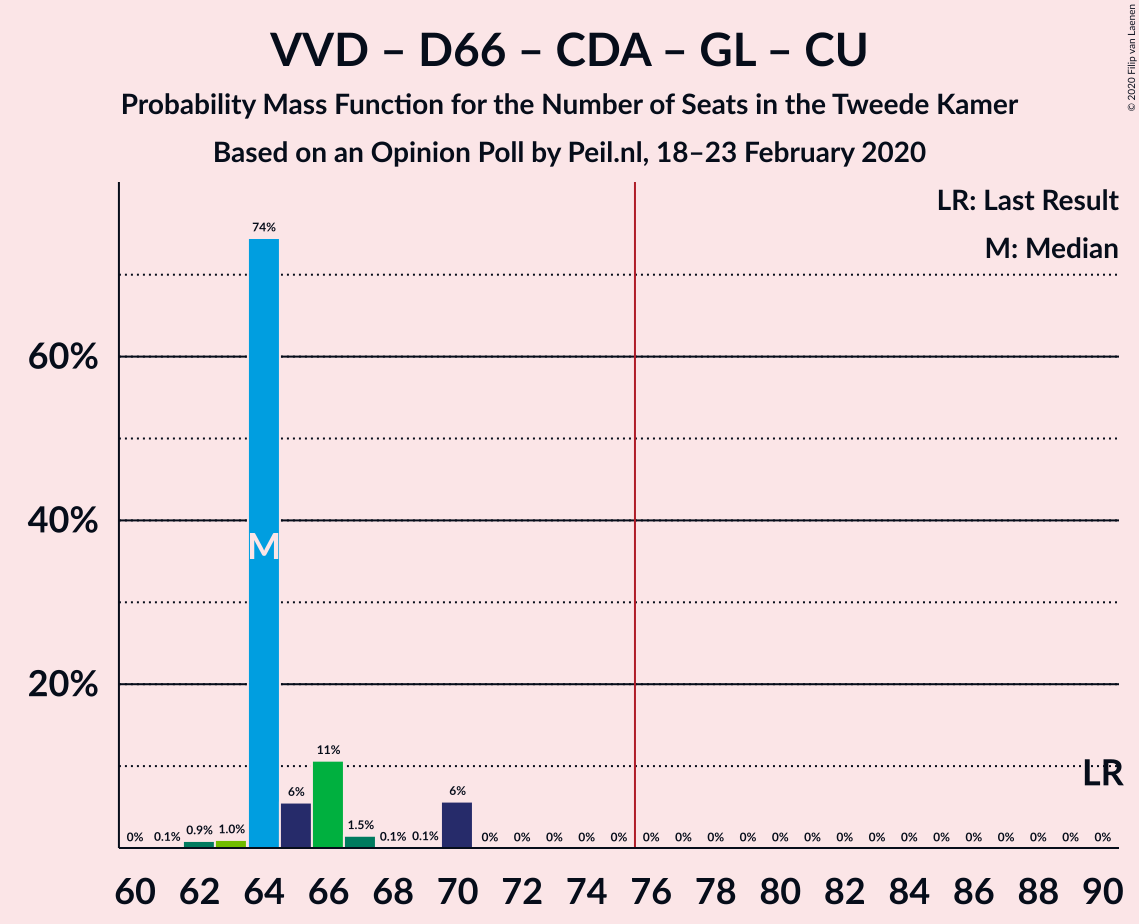 VVD – D66 – CDA – GL – CU
Probability Mass Function for the Number of Seats in the Tweede Kamer
Based on an Opinion Poll by Peil.nl, 18–23 February 2020
© 2020 Filip van Laenen
LR: Last Result
M: Median
74%
60%
40%
M
20%
11%
LR
6% 6%
0% 0.1% 0.9% 1.0% 1.5% 0.1% 0.1% 0% 0% 0% 0% 0% 0% 0% 0% 0% 0% 0% 0% 0% 0% 0% 0% 0% 0% 0% 0%
60 62 64 66 68 70 72 74 76 78 80 82 84 86 88 90